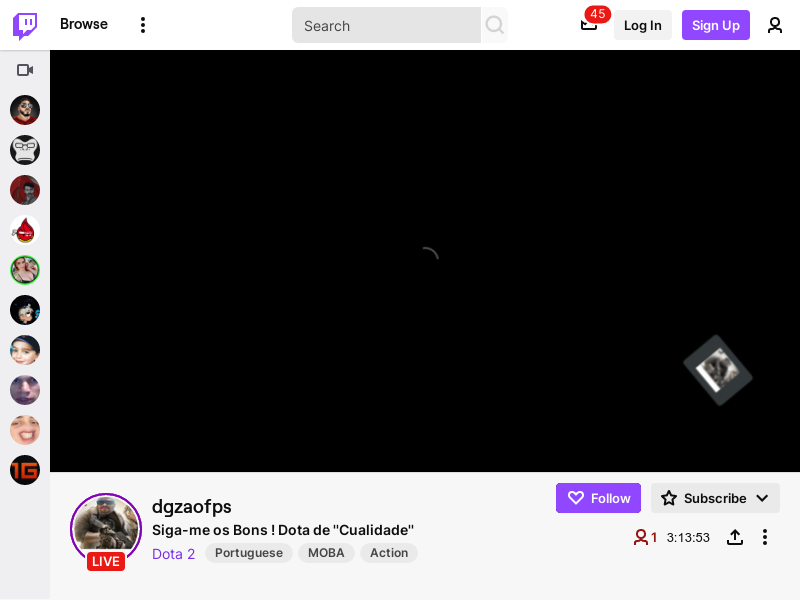 Browse
Search
45
Log In
Sign Up
1G
dgzaofps
Siga-me os Bons ! Dota de "Cualidade"
Dota 2
Portuguese
MOBA
Action
LIVE
Follow
Subscribe
1
3:13:53